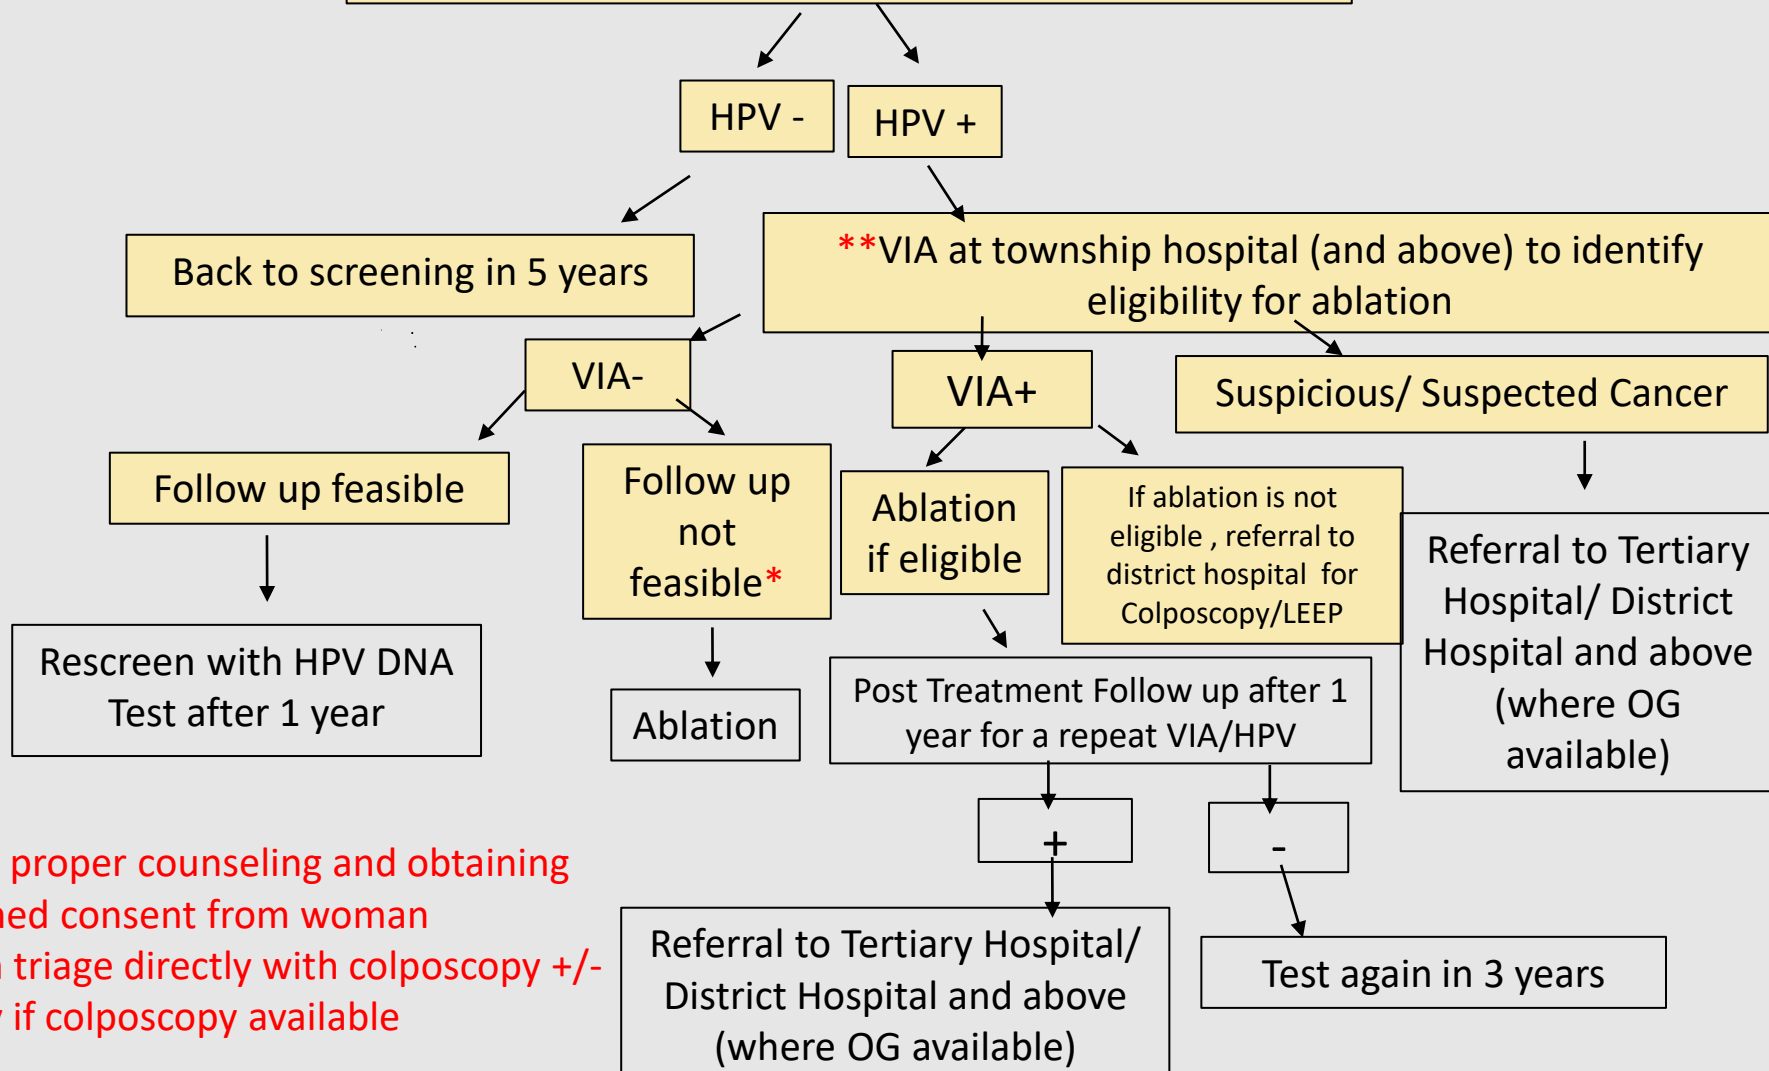 HPV -
HPV +
Back to screening in 5 years
**VIA at township hospital (and above) to identify
eligibility for ablation
VIA-
VIA+
Suspicious/ Suspected Cancer
Follow up feasible
Follow up
not
feasible*
Ablation
if eligible
If ablation is not
eligible , referral to
district hospital for
Colposcopy/LEEP
Referral to Tertiary
Hospital/ District
Hospital and above
(where OG
available)
Rescreen with HPV DNA
Test after 1 year
Ablation
Post Treatment Follow up after 1
year for a repeat VIA/HPV
+
-
proper counseling and obtaining
consent from woman
triage directly with colposcopy +/-
if colposcopy available
Referral to Tertiary Hospital/
District Hospital and above
(where OG available)
Test again in 3 years